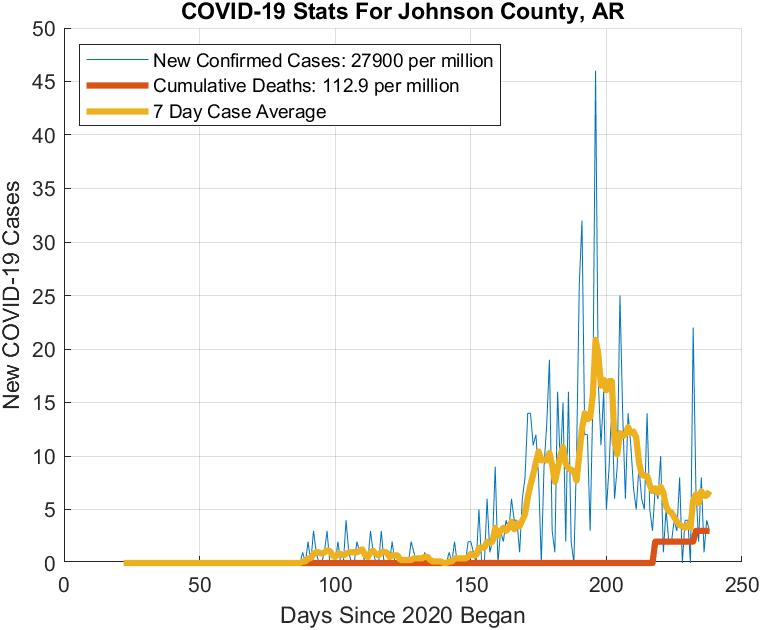 COVID-19 Stats For Johnson County, AR
New Confirmed Cases: 27900 per million
Cumulative Deaths: 112.9 per million
7 Day Case Average
New COVID-19 Cases
50
45
40
35
30
25
20
15
10
5
0
0 50 100 150 200 250
Days Since 2020 Began